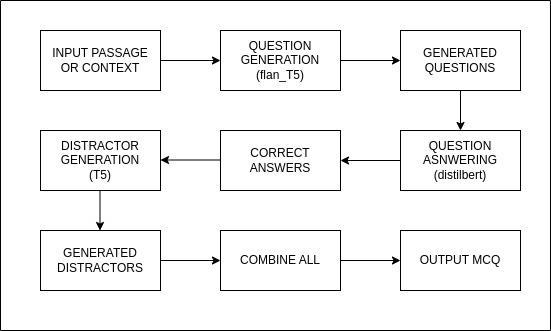 INPUT PASSAGE
OR CONTEXT
QUESTION
GENERATION
(flan_T5)
GENERATED
QUESTIONS
DISTRACTOR
GENERATION
(T5)
CORRECT
ANSWERS
QUESTION
ASNWERING
(distilbert)
GENERATED
DISTRACTORS
COMBINE ALL
OUTPUT MCQ